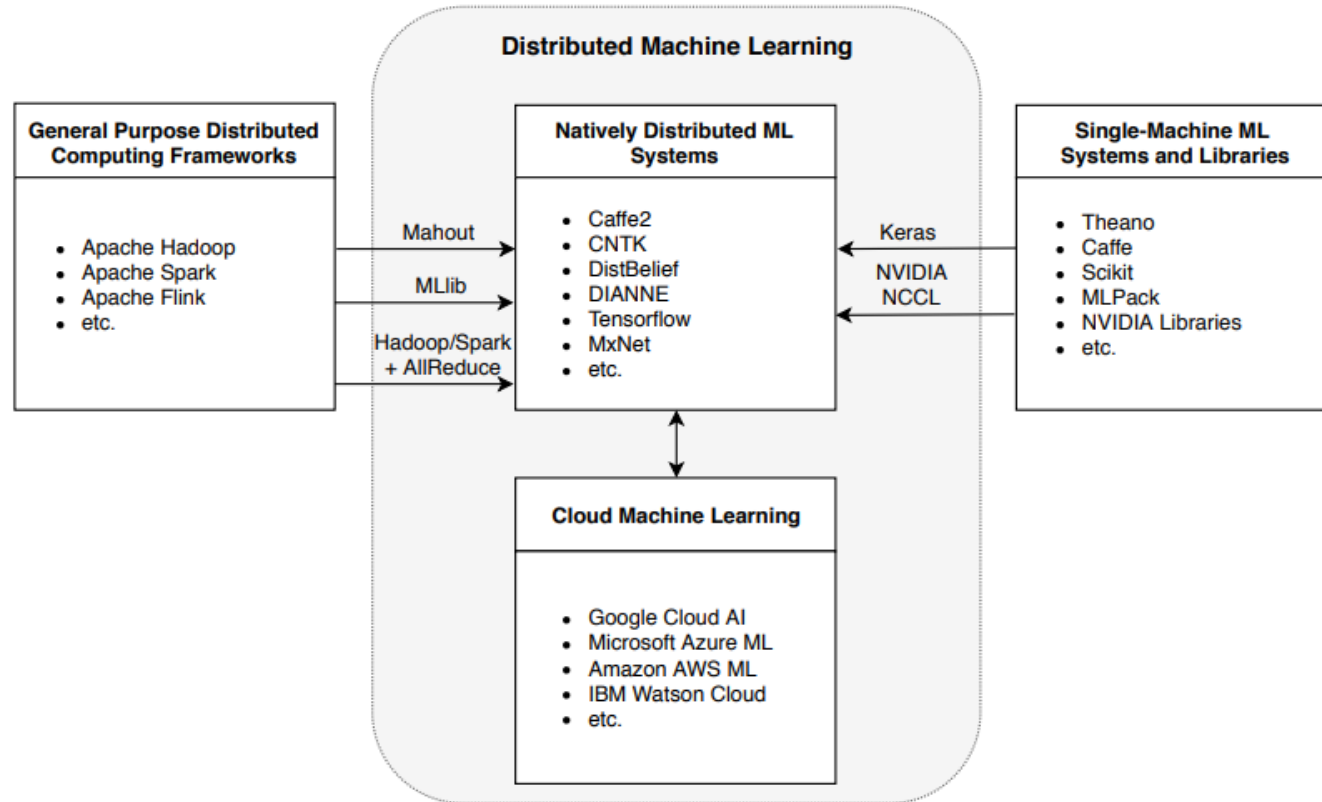 Distributed Machine Learning
General Purpose Distributed
Computing Frameworks
• Apache Hadoop
• Apache Spark
• Apache Flink
• etc.
Mahout
MLlib
Hadoop/Spark
+ AllReduce
Natively Distributed ML
Systems
• Caffe2
• CNTK
• DistBelief
• DIANNE
• Tensorflow
• MxNet
• etc.
Keras
NVIDIA
NCCL
Single-Machine ML
Systems and Libraries
• Theano
• Caffe
• Scikit
• MLPack
• NVIDIA Libraries
• etc.
Cloud Machine Learning
• Google Cloud AI
• Microsoft Azure ML
• Amazon AWS ML
• IBM Watson Cloud
• etc.